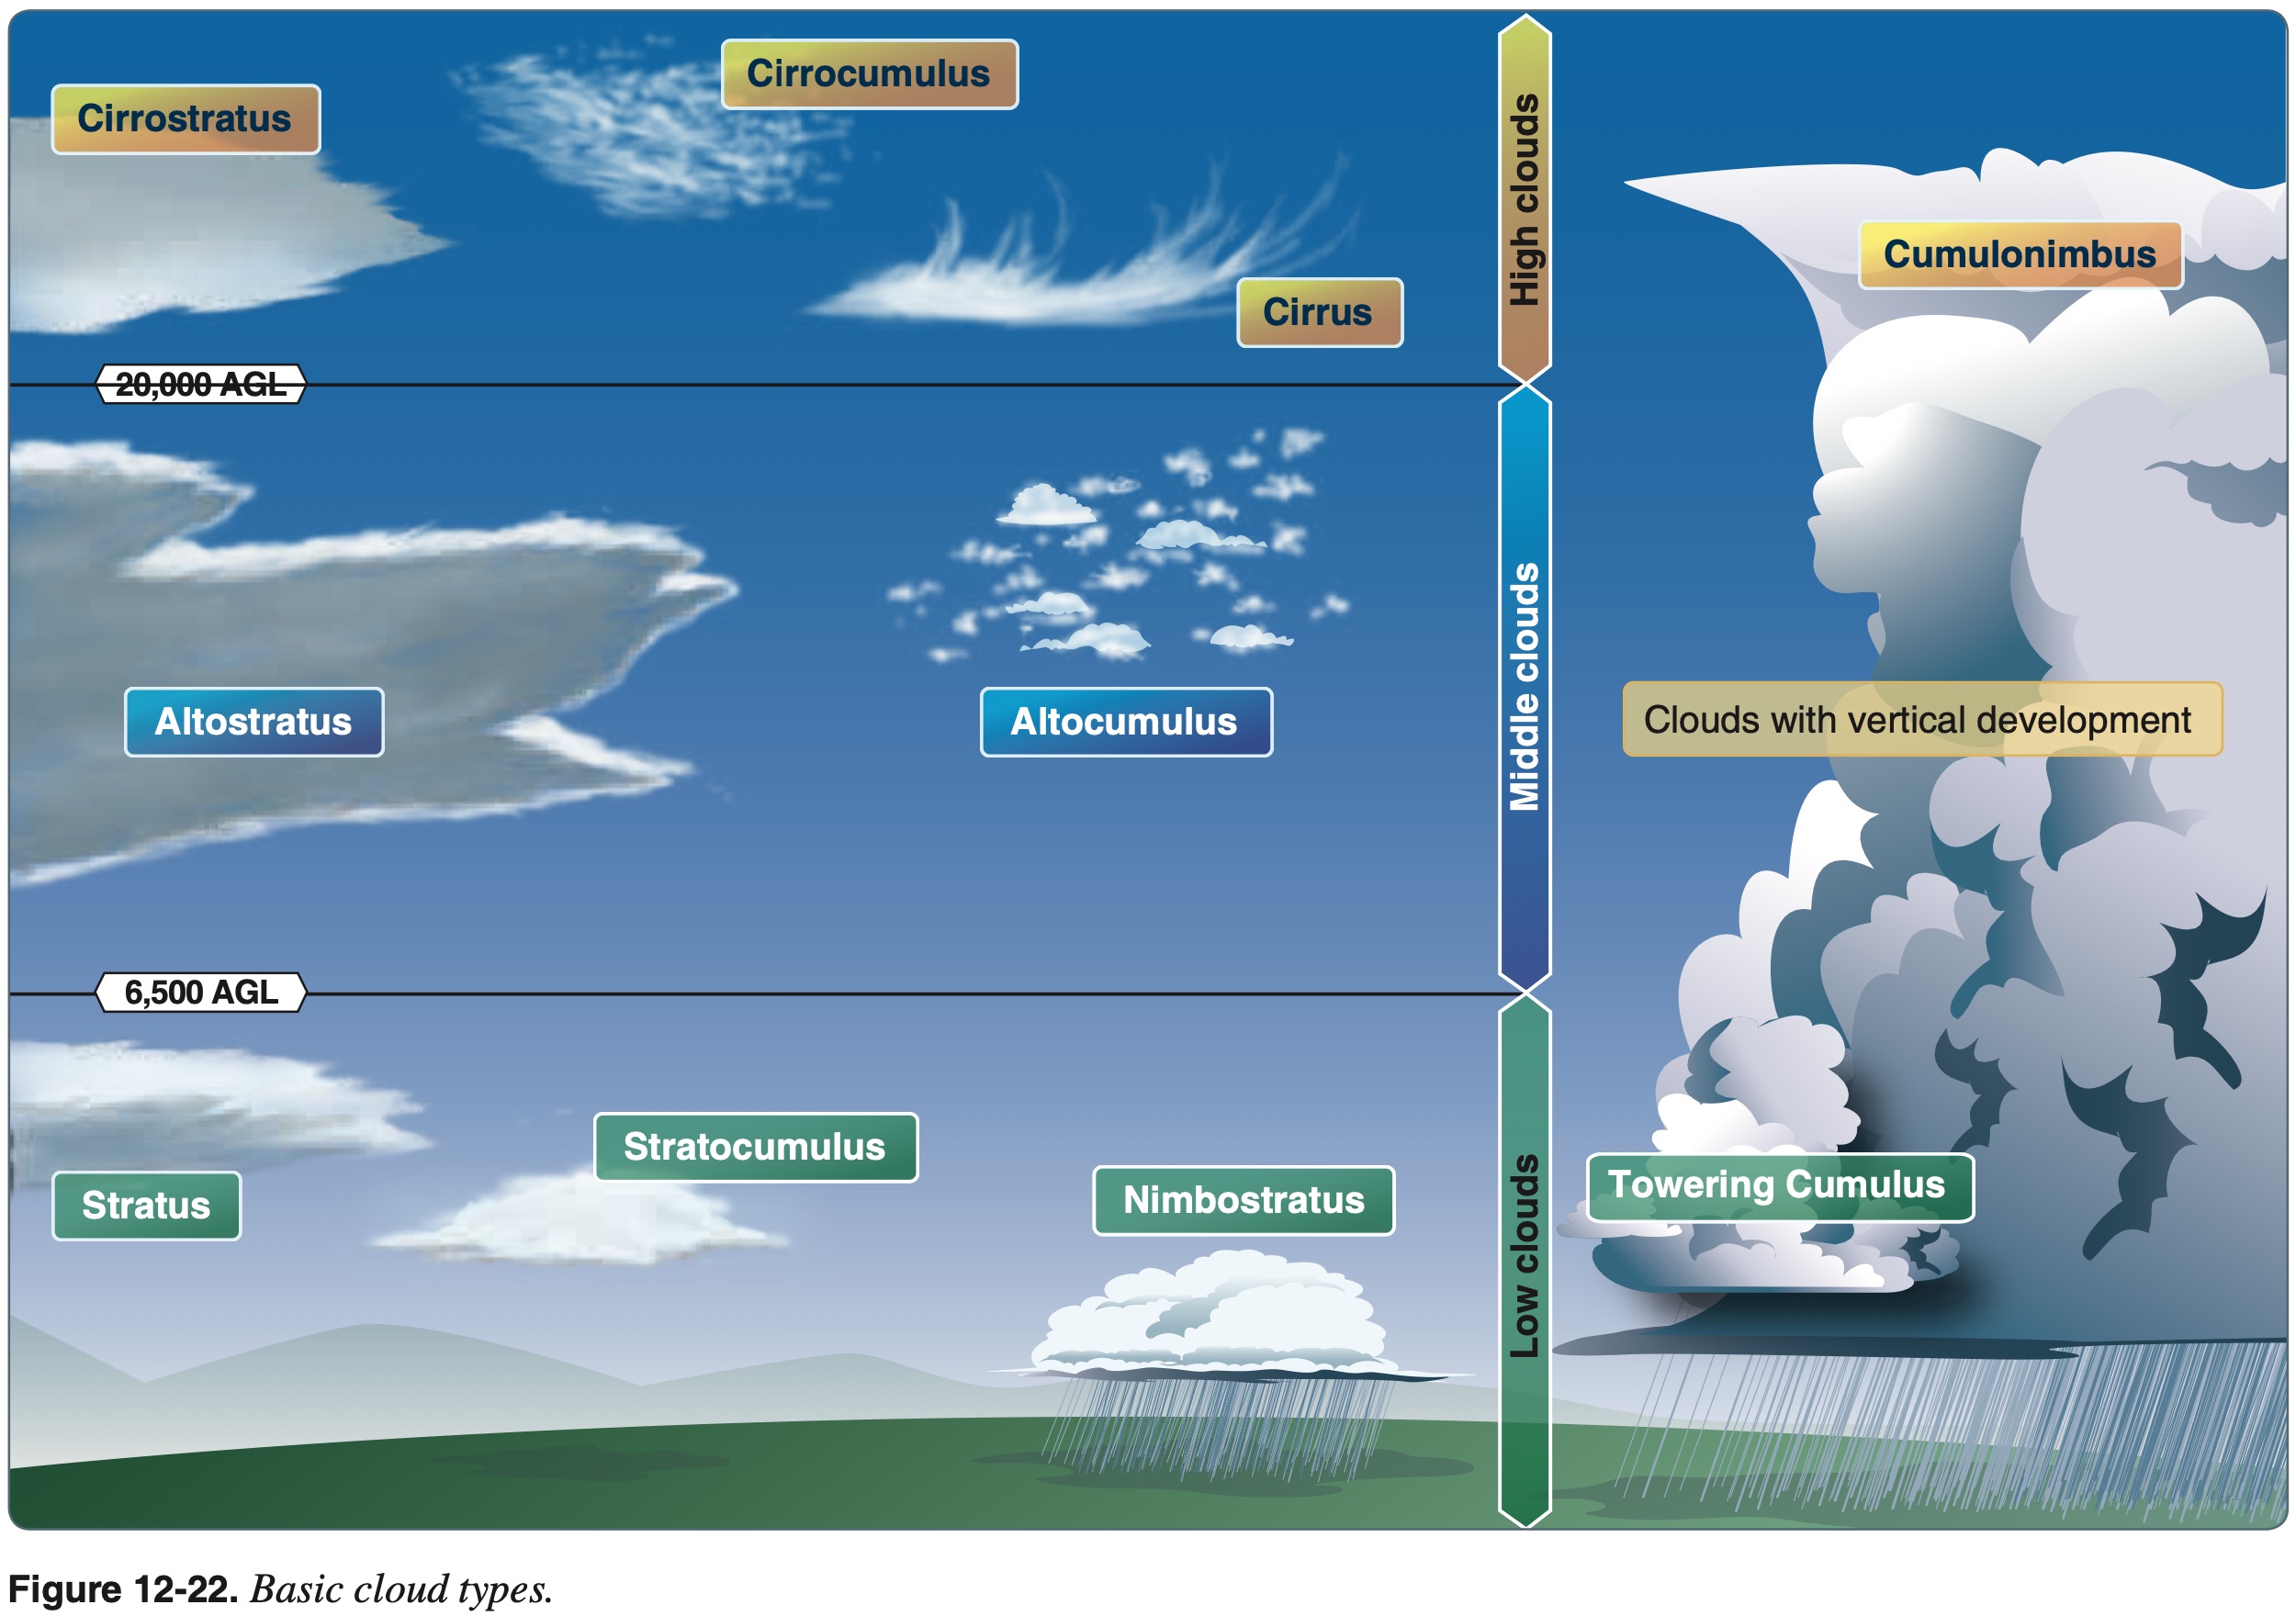 Cirrocumulus
Cirrostratus
Cirrus
High clouds
Cumulonimbus
20,000 AGL
Altostratus
Altocumulus
Middle clouds
Clouds with vertical development
6,500 AGL
Stratus
Stratocumulus
Nimbostratus
Low clouds
Towering Cumulus
Figure 12-22. Basic cloud types.